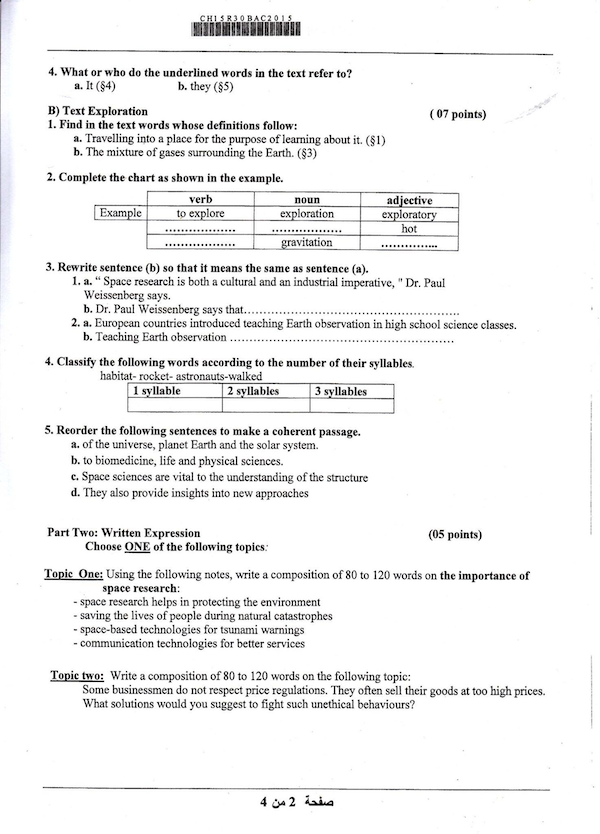 CH15R30BAC2015
4. What or who do the underlined words in the text refer to?
a. It (§4) b. they (§5)
B) Text Exploration ( 07 points)
1. Find in the text words whose definitions follow:
a. Travelling into a place for the purpose of learning about it. (§1)
b. The mixture of gases surrounding the Earth. (§3)
2. Complete the chart as shown in the example.
verb noun adjective
Example to explore exploration exploratory
.................. .................. hot
.................. gravitation ..............
3. Rewrite sentence (b) so that it means the same as sentence (a).
1. a. “ Space research is both a cultural and an industrial imperative, " Dr. Paul
Weissenberg says.
b. Dr. Paul Weissenberg says that......................................................
2. a. European countries introduced teaching Earth observation in high school science classes.
b. Teaching Earth observation ........................................................
4. Classify the following words according to the number of their syllables.
habitat- rocket- astronauts-walked
1 syllable 2 syllables 3 syllables
5. Reorder the following sentences to make a coherent passage.
a. of the universe, planet Earth and the solar system.
b. to biomedicine, life and physical sciences.
c. Space sciences are vital to the understanding of the structure
d. They also provide insights into new approaches
Part Two: Written Expression (05 points)
Choose ONE of the following topics:
Topic One: Using the following notes, write a composition of 80 to 120 words on the importance of
space research:
- space research helps in protecting the environment
- saving the lives of people during natural catastrophes
- space-based technologies for tsunami warnings
- communication technologies for better services
Topic two: Write a composition of 80 to 120 words on the following topic:
Some businessmen do not respect price regulations. They often sell their goods at too high prices.
What solutions would you suggest to fight such unethical behaviours?
صفحة 2 من 4